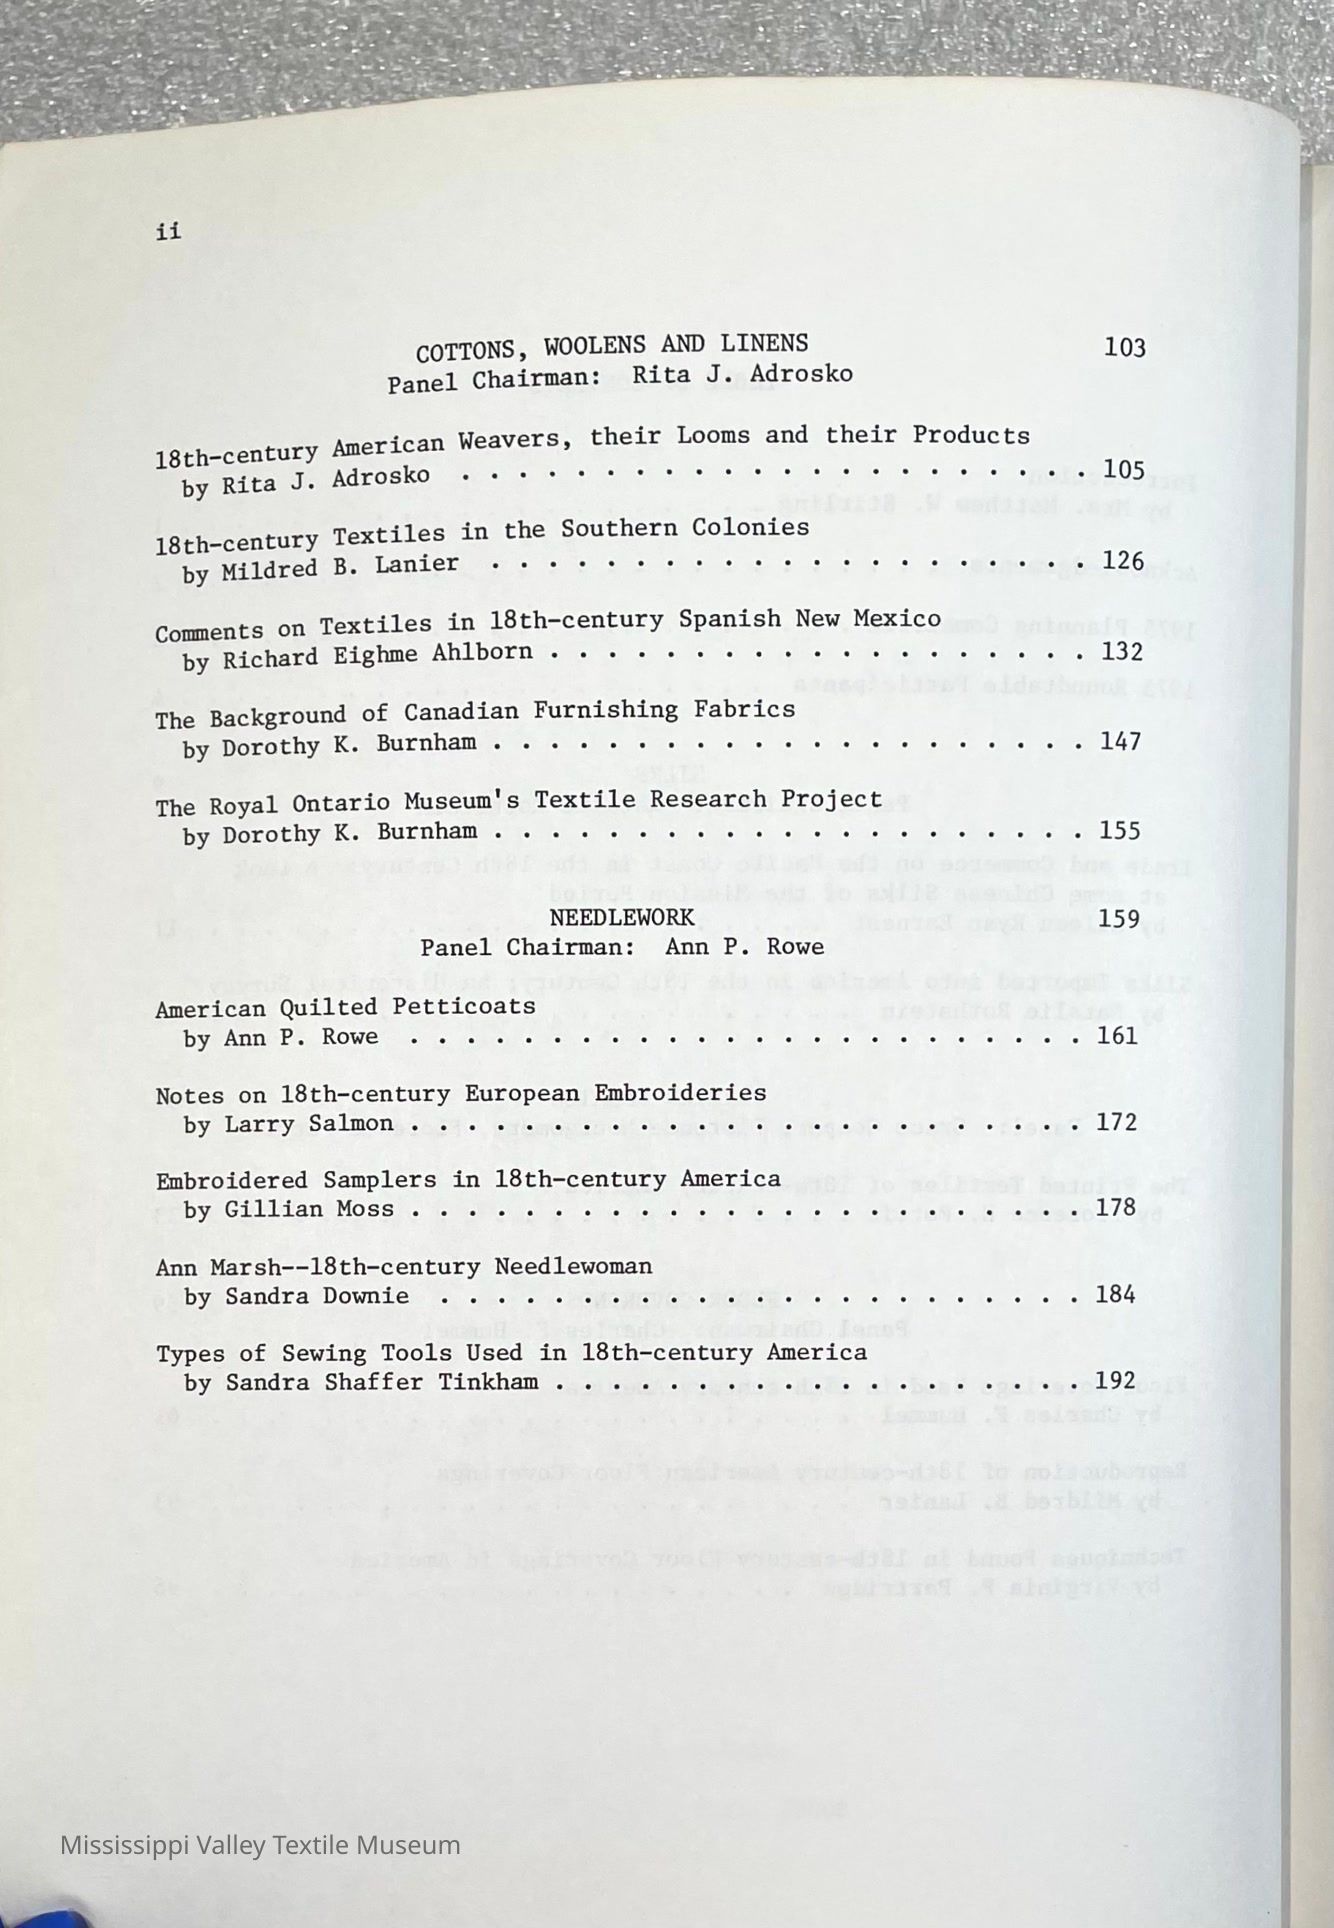 ii
COTTONS, WOOLENS AND LINENS 103
Panel Chairman: Rita J. Adrosko
18th-century American Weavers, their Looms and their Products
by Rita J. Adrosko . . . . . . . . . . . . . . . . . . . . . . 105
18th-century Textiles in the Southern Colonies
by Mildred B. Lanier . . . . . . . . . . . . . . . . . . . . . 126
Comments on Textiles in 18th-century Spanish New Mexico
by Richard Eighme Ahlborn . . . . . . . . . . . . . . . . . . . 132
The Background of Canadian Furnishing Fabrics
by Dorothy K. Burnham . . . . . . . . . . . . . . . . . . . . . 147
The Royal Ontario Museum's Textile Research Project
by Dorothy K. Burnham . . . . . . . . . . . . . . . . . . . . . 155
NEEDLEWORK 159
Panel Chairman: Ann P. Rowe
American Quilted Petticoats
by Ann P. Rowe . . . . . . . . . . . . . . . . . . . . . . . . 161
Notes on 18th-century European Embroideries
by Larry Salmon . . . . . . . . . . . . . . . . . . . . . . . . 172
Embroidered Samplers in 18th-century America
by Gillian Moss . . . . . . . . . . . . . . . . . . . . . . . . 178
Ann Marsh--18th-century Needlewoman
by Sandra Downie . . . . . . . . . . . . . . . . . . . . . . . 184
Types of Sewing Tools Used in 18th-century America
by Sandra Shaffer Tinkham . . . . . . . . . . . . . . . . . . . 192
Mississippi Valley Textile Museum